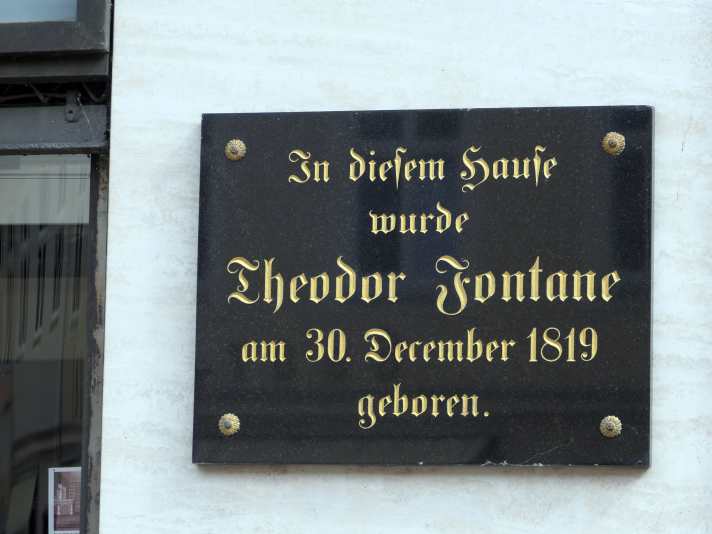 In dieſem Hauſe
wurde
Theodor Fontane
am 30. December 1819
geboren.